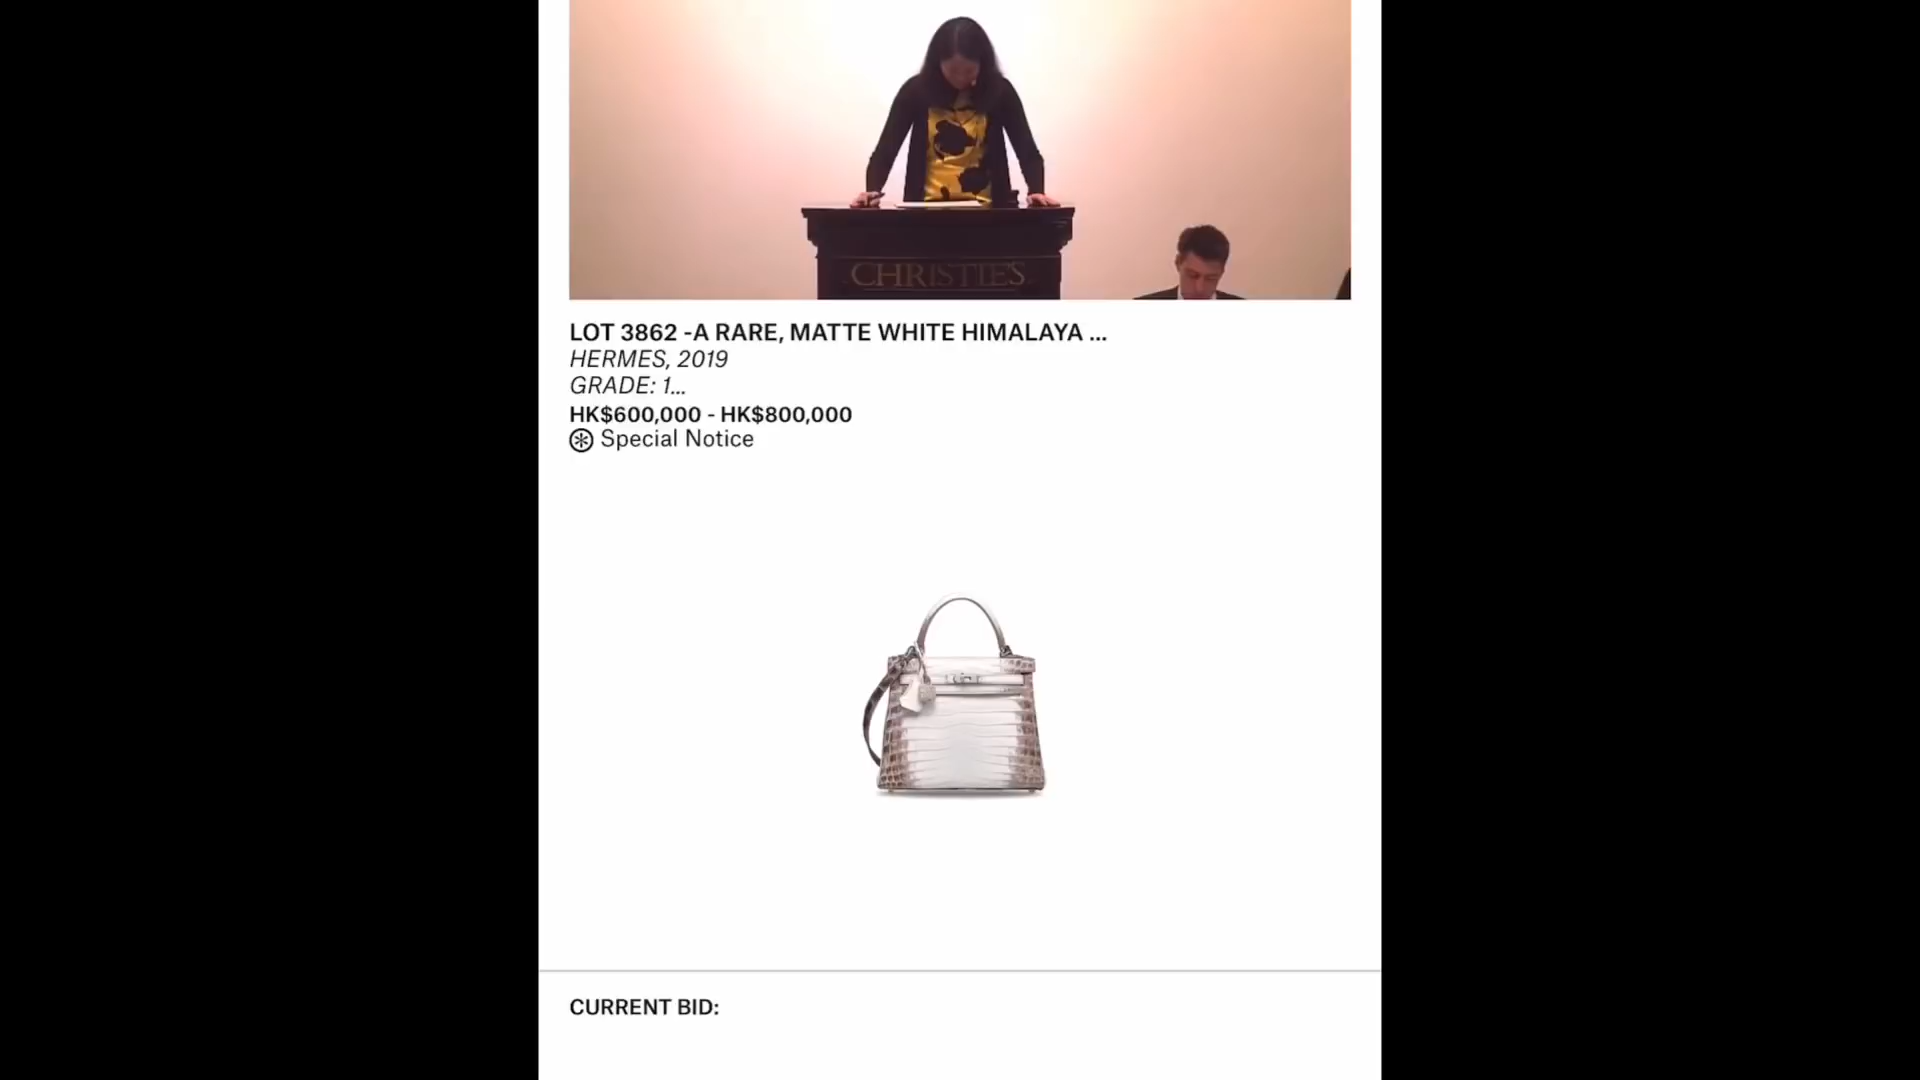 CHRISTIE'S
LOT 3862 -A RARE, MATTE WHITE HIMALAYA ...
HERMES, 2019
GRADE: 1...
HK$600,000 - HK$800,000
Special Notice
CURRENT BID: